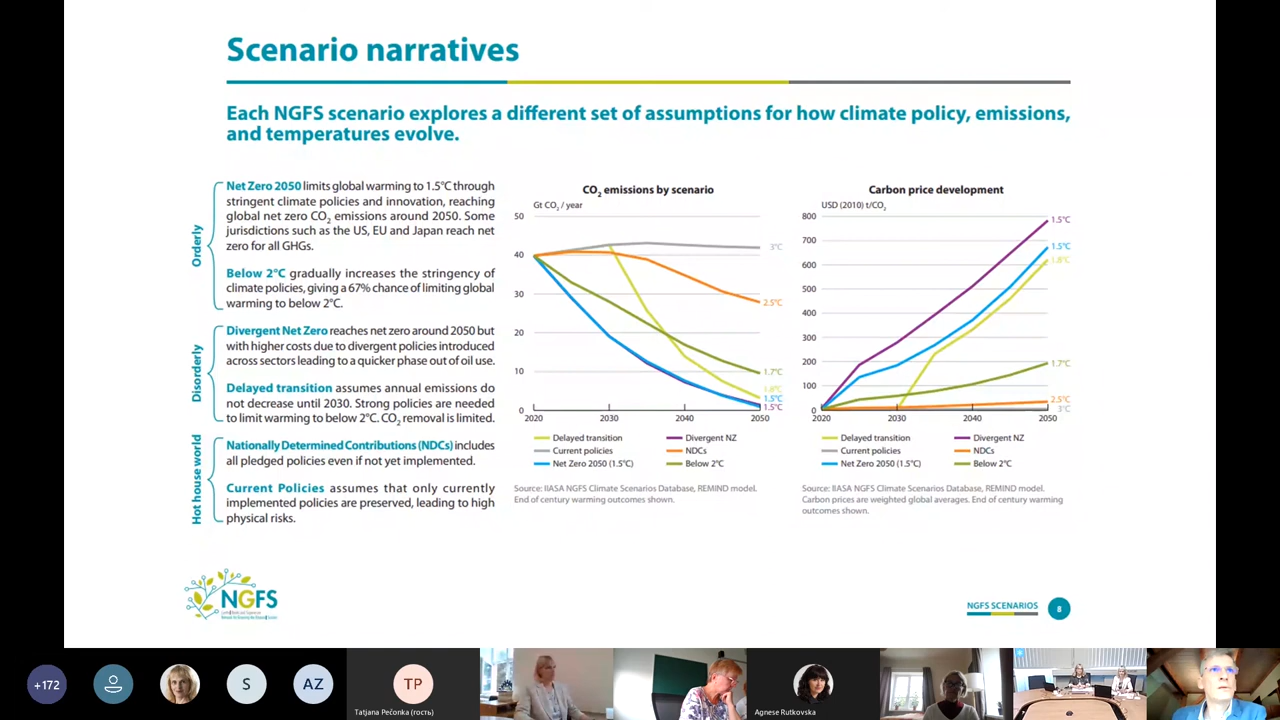 Scenario narratives
Each NGFS scenario explores a different set of assumptions for how climate policy, emissions,
and temperatures evolve.
Orderly
Net Zero 2050 limits global warming to 1.5°C through
stringent climate policies and innovation, reaching
global net zero CO₂ emissions around 2050. Some
jurisdictions such as the US, EU and Japan reach net
zero for all GHGs.
Below 2°C gradually increases the stringency of
climate policies, giving a 67% chance of limiting global
warming to below 2°C.
Disorderly
Divergent Net Zero reaches net zero around 2050 but
with higher costs due to divergent policies introduced
across sectors leading to a quicker phase out of oil use.
Delayed transition assumes annual emissions do
not decrease until 2030. Strong policies are needed
to limit warming to below 2°C. CO₂ removal is limited.
Hot house world
Nationally Determined Contributions (NDCs) includes
all pledged policies even if not yet implemented.
Current Policies assumes that only currently
implemented policies are preserved, leading to high
physical risks.
CO₂ emissions by scenario
Gt CO₂ / year
50
40
30
20
10
0
2020 2030 2040 2050
3°C
2.5°C
1.7°C
1.8°C
1.5°C
1.5°C
Delayed transition
Divergent NZ
Current policies
NDCs
Net Zero 2050 (1.5°C)
Below 2°C
Source: IIASA NGFS Climate Scenarios Database, REMIND model.
End of century warming outcomes shown.
Carbon price development
USD (2010) t/CO₂
800
700
600
500
400
300
200
100
0
2020 2030 2040 2050
1.5°C
1.5°C
1.8°C
1.7°C
2.5°C
3°C
Delayed transition
Divergent NZ
Current policies
NDCs
Net Zero 2050 (1.5°C)
Below 2°C
Source: IIASA NGFS Climate Scenarios Database, REMIND model.
Carbon prices are weighted global averages. End of century warming
outcomes shown.
NGFS
NGFS SCENARIOS
8
+172
S
AZ
TP
Tatjana Pečonka (гость)
Agnese Rutkovska